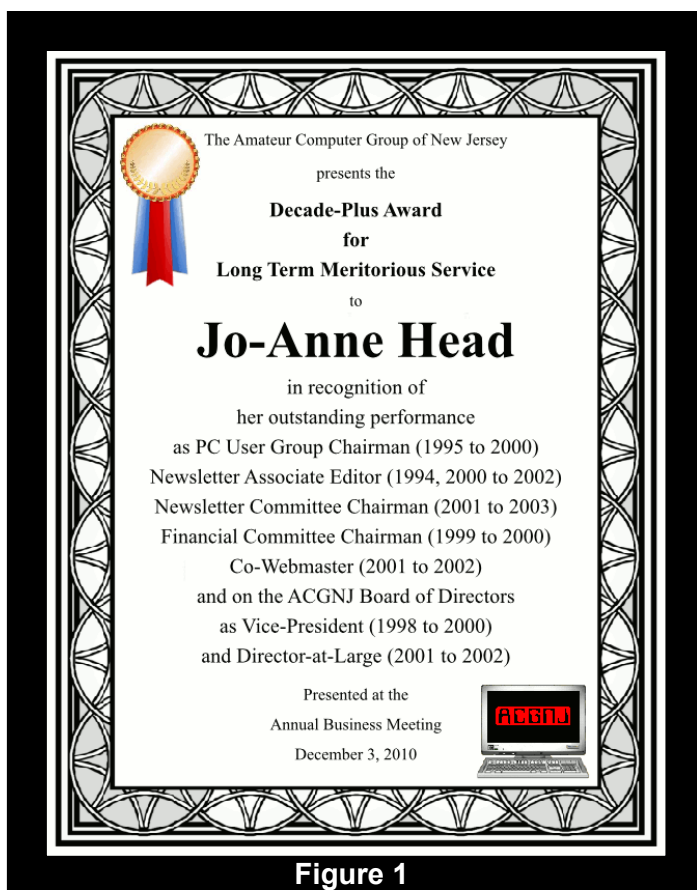 The Amateur Computer Group of New Jersey
presents the
Decade-Plus Award
for
Long Term Meritorious Service
to
Jo-Anne Head
in recognition of
her outstanding performance
as PC User Group Chairman (1995 to 2000)
Newsletter Associate Editor (1994, 2000 to 2002)
Newsletter Committee Chairman (2001 to 2003)
Financial Committee Chairman (1999 to 2000)
Co-Webmaster (2001 to 2002)
and on the ACGNJ Board of Directors
as Vice-President (1998 to 2000)
and Director-at-Large (2001 to 2002)
Presented at the
Annual Business Meeting
December 3, 2010
ACGNJ
Figure 1